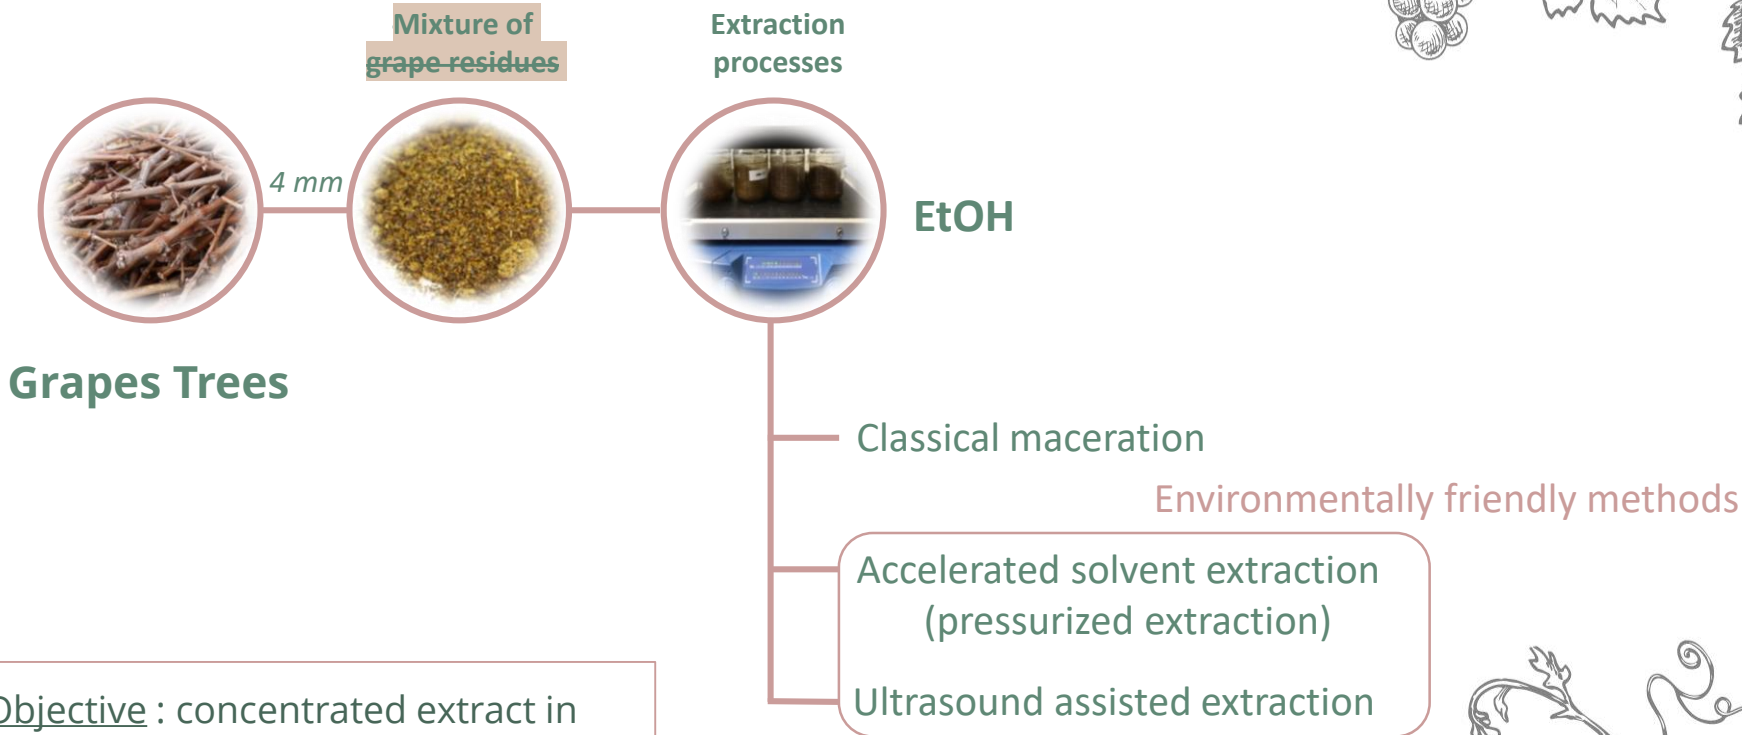 Mixture of
grape residues
Extraction
processes
4 mm
EtOH
Grapes Trees
Classical maceration
Environmentally friendly methods
Accelerated solvent extraction
(pressurized extraction)
Ultrasound assisted extraction
Objective : concentrated extract in